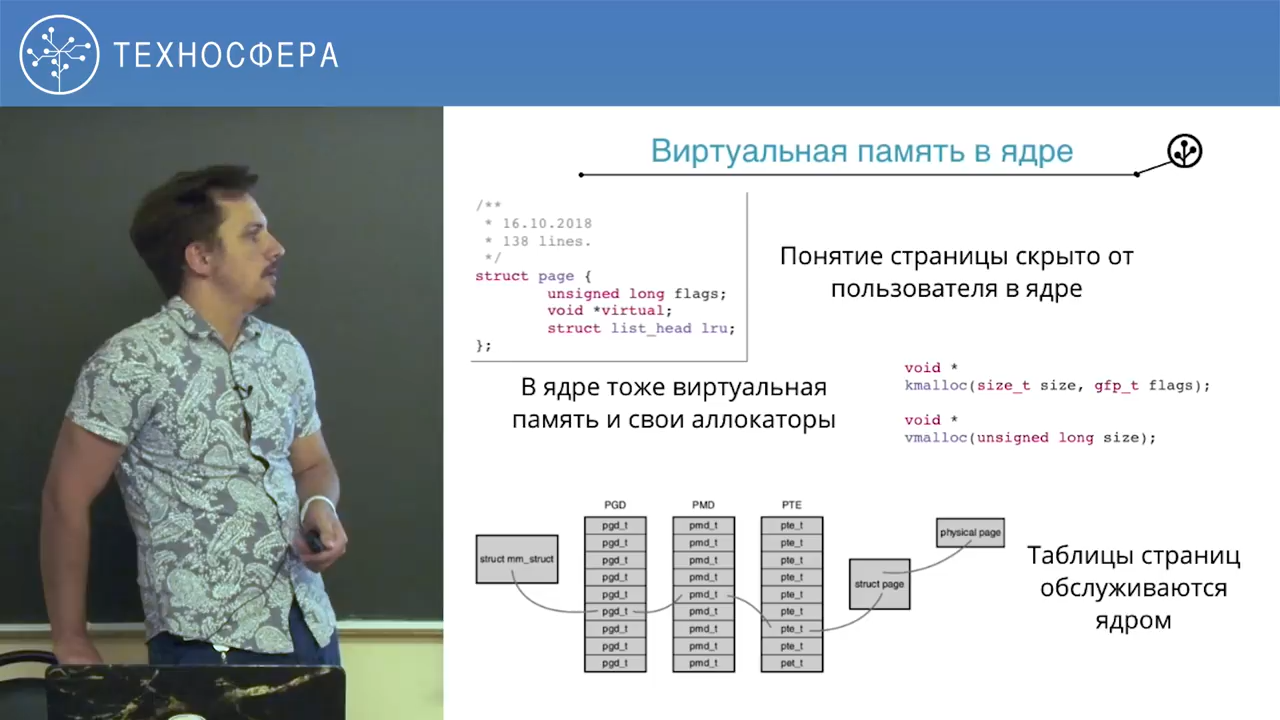 ТЕХНОСФЕРА
Виртуальная память в ядре
/**
 * 16.10.2018
 * 138 lines.
 */
struct page {
        unsigned long flags;
        void *virtual;
        struct list_head lru;
};
Понятие страницы скрыто от
пользователя в ядре
В ядре тоже виртуальная
память и свои аллокаторы
void *
kmalloc(size_t size, gfp_t flags);
void *
vmalloc(unsigned long size);
struct mm_struct
PGD
pgd_t
pgd_t
pgd_t
pgd_t
pgd_t
pgd_t
pgd_t
pgd_t
pgd_t
PMD
pmd_t
pmd_t
pmd_t
pmd_t
pmd_t
pmd_t
pmd_t
pmd_t
pmd_t
PTE
pte_t
pte_t
pte_t
pte_t
pte_t
pte_t
pte_t
pte_t
pet_t
struct page
physical page
Таблицы страниц
обслуживаются
ядром